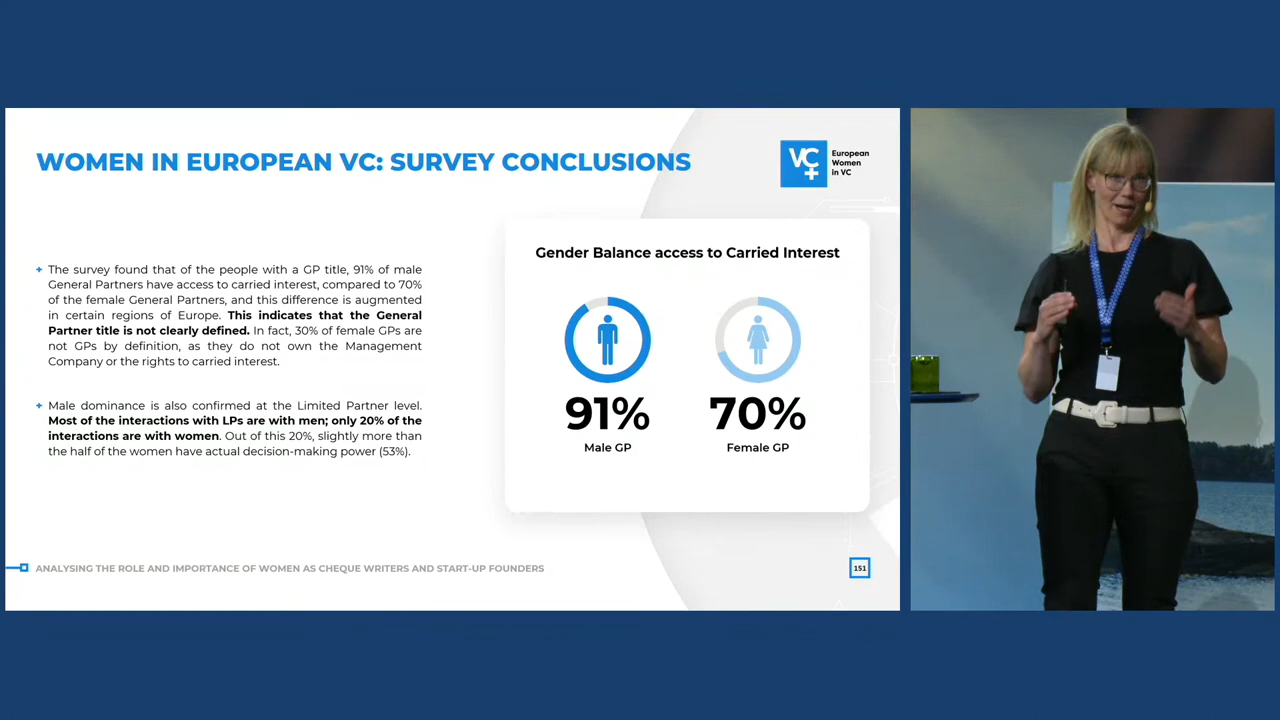 WOMEN IN EUROPEAN VC: SURVEY CONCLUSIONS
VC
European
Women
in VC
+ The survey found that of the people with a GP title, 91% of male
General Partners have access to carried interest, compared to 70%
of the female General Partners, and this difference is augmented
in certain regions of Europe. This indicates that the General
Partner title is not clearly defined. In fact, 30% of female GPs are
not GPs by definition, as they do not own the Management
Company or the rights to carried interest.
+ Male dominance is also confirmed at the Limited Partner level.
Most of the interactions with LPs are with men; only 20% of the
interactions are with women. Out of this 20%, slightly more than
the half of the women have actual decision-making power (53%).
Gender Balance access to Carried Interest
91%
Male GP
70%
Female GP
ANALYSING THE ROLE AND IMPORTANCE OF WOMEN AS CHEQUE WRITERS AND START-UP FOUNDERS
151